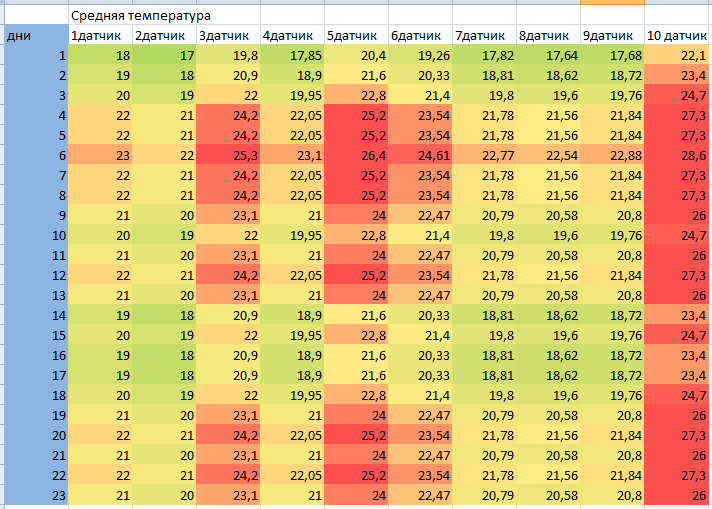 Средняя температура
дни 1датчик 2датчик 3датчик 4датчик 5датчик 6датчик 7датчик 8датчик 9датчик 10 датчик
1 18 17 19,8 17,85 20,4 19,26 17,82 17,64 17,68 22,1
2 19 18 20,9 18,9 21,6 20,33 18,81 18,62 18,72 23,4
3 20 19 22 19,95 22,8 21,4 19,8 19,6 19,76 24,7
4 22 21 24,2 22,05 25,2 23,54 21,78 21,56 21,84 27,3
5 22 21 24,2 22,05 25,2 23,54 21,78 21,56 21,84 27,3
6 23 22 25,3 23,1 26,4 24,61 22,77 22,54 22,88 28,6
7 22 21 24,2 22,05 25,2 23,54 21,78 21,56 21,84 27,3
8 22 21 24,2 22,05 25,2 23,54 21,78 21,56 21,84 27,3
9 21 20 23,1 21 24 22,47 20,79 20,58 20,8 26
10 20 19 22 19,95 22,8 21,4 19,8 19,6 19,76 24,7
11 21 20 23,1 21 24 22,47 20,79 20,58 20,8 26
12 22 21 24,2 22,05 25,2 23,54 21,78 21,56 21,84 27,3
13 21 20 23,1 21 24 22,47 20,79 20,58 20,8 26
14 19 18 20,9 18,9 21,6 20,33 18,81 18,62 18,72 23,4
15 20 19 22 19,95 22,8 21,4 19,8 19,6 19,76 24,7
16 19 18 20,9 18,9 21,6 20,33 18,81 18,62 18,72 23,4
17 19 18 20,9 18,9 21,6 20,33 18,81 18,62 18,72 23,4
18 20 19 22 19,95 22,8 21,4 19,8 19,6 19,76 24,7
19 21 20 23,1 21 24 22,47 20,79 20,58 20,8 26
20 22 21 24,2 22,05 25,2 23,54 21,78 21,56 21,84 27,3
21 21 20 23,1 21 24 22,47 20,79 20,58 20,8 26
22 22 21 24,2 22,05 25,2 23,54 21,78 21,56 21,84 27,3
23 21 20 23,1 21 24 22,47 20,79 20,58 20,8 26